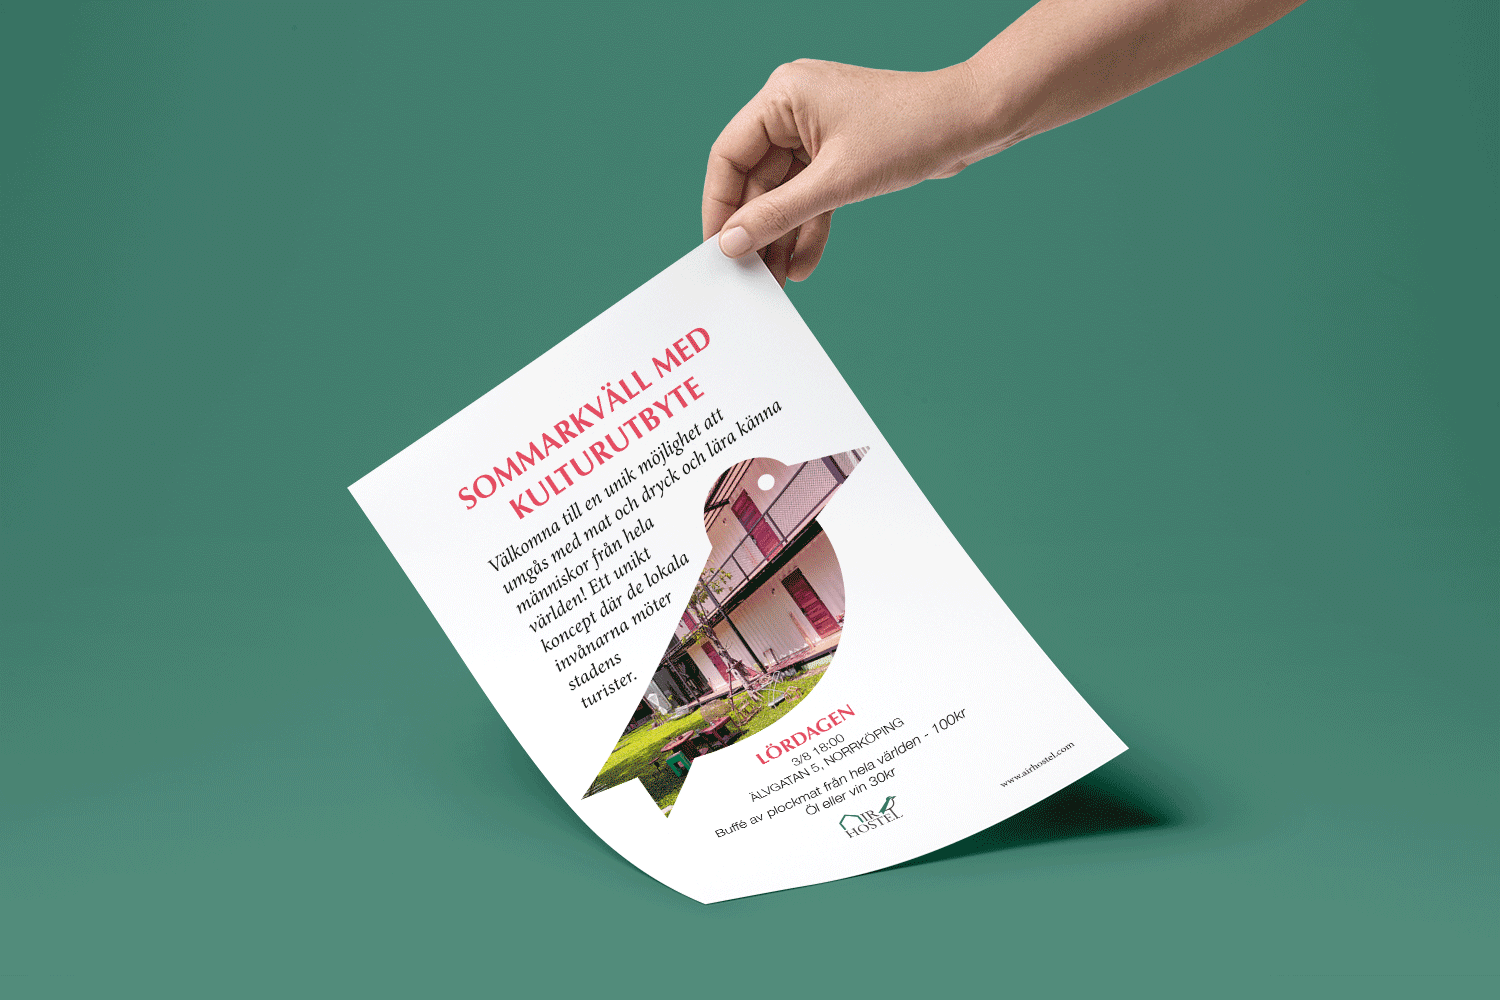 SOMMARKVÄLL MED
KULTURUTBYTE
Välkomna till en unik möjlighet att
umgås med mat och dryck och lära känna
människor från hela
världen! Ett unikt
koncept där de lokala
invånarna möter
stadens
turister.
LÖRDAGEN
3/8 18:00
ÄLVGATAN 5, NORRKÖPING
Buffé av plockmat från hela världen - 100kr
Öl eller vin 30kr
AIR
HOSTEL
www.airhostel.com